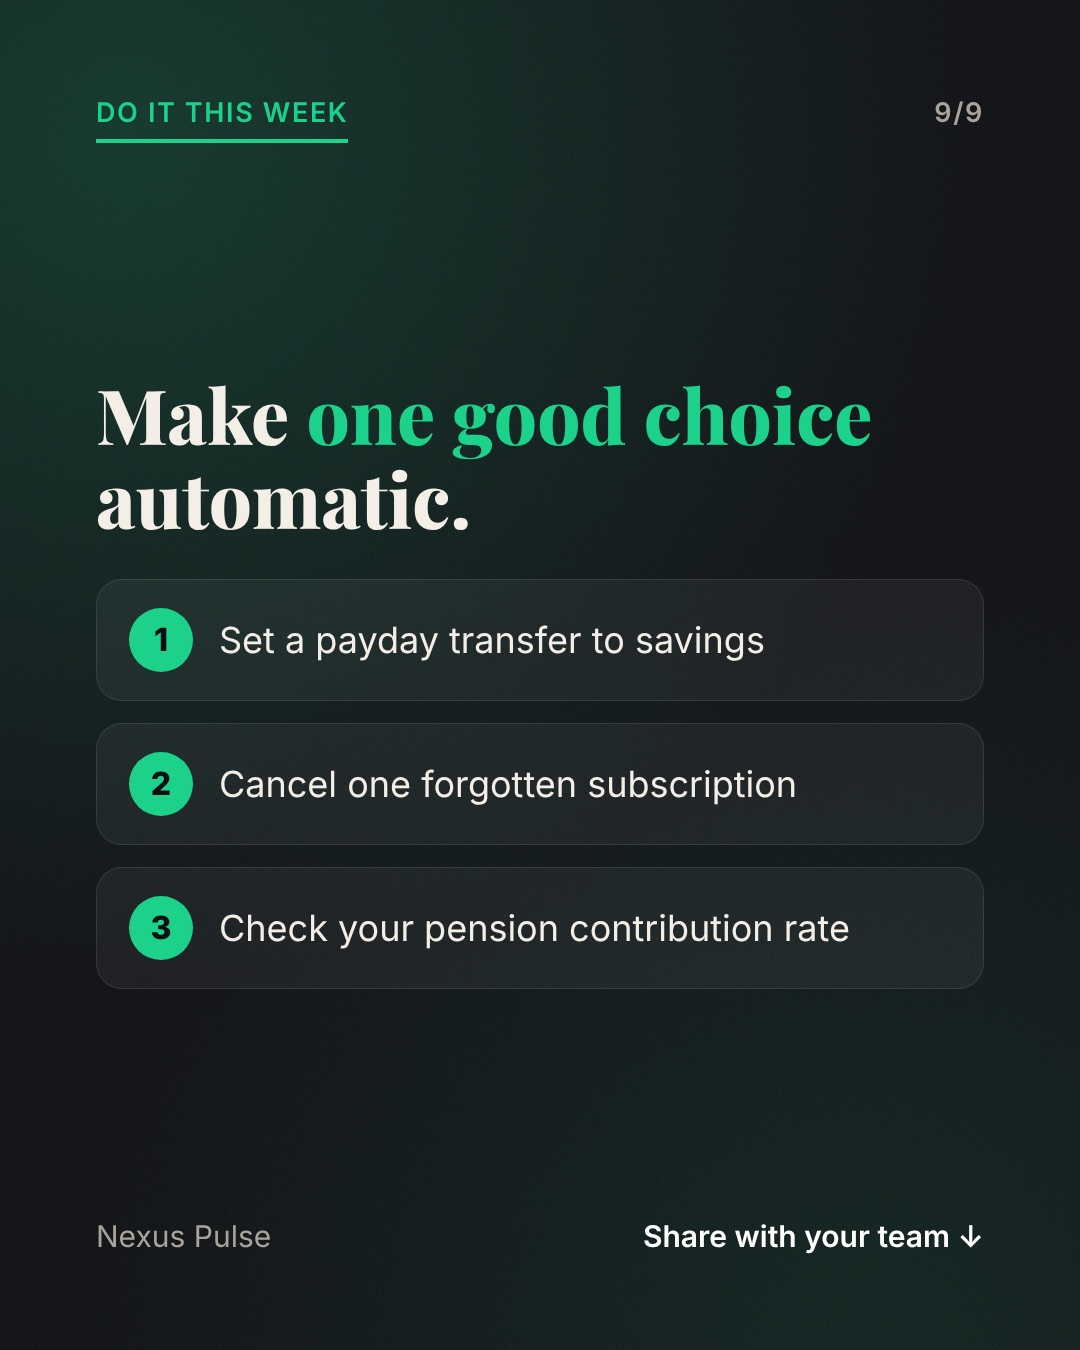 DO IT THIS WEEK
9/9
Make one good choice
automatic.
1 Set a payday transfer to savings
2 Cancel one forgotten subscription
3 Check your pension contribution rate
Nexus Pulse
Share with your team ↓